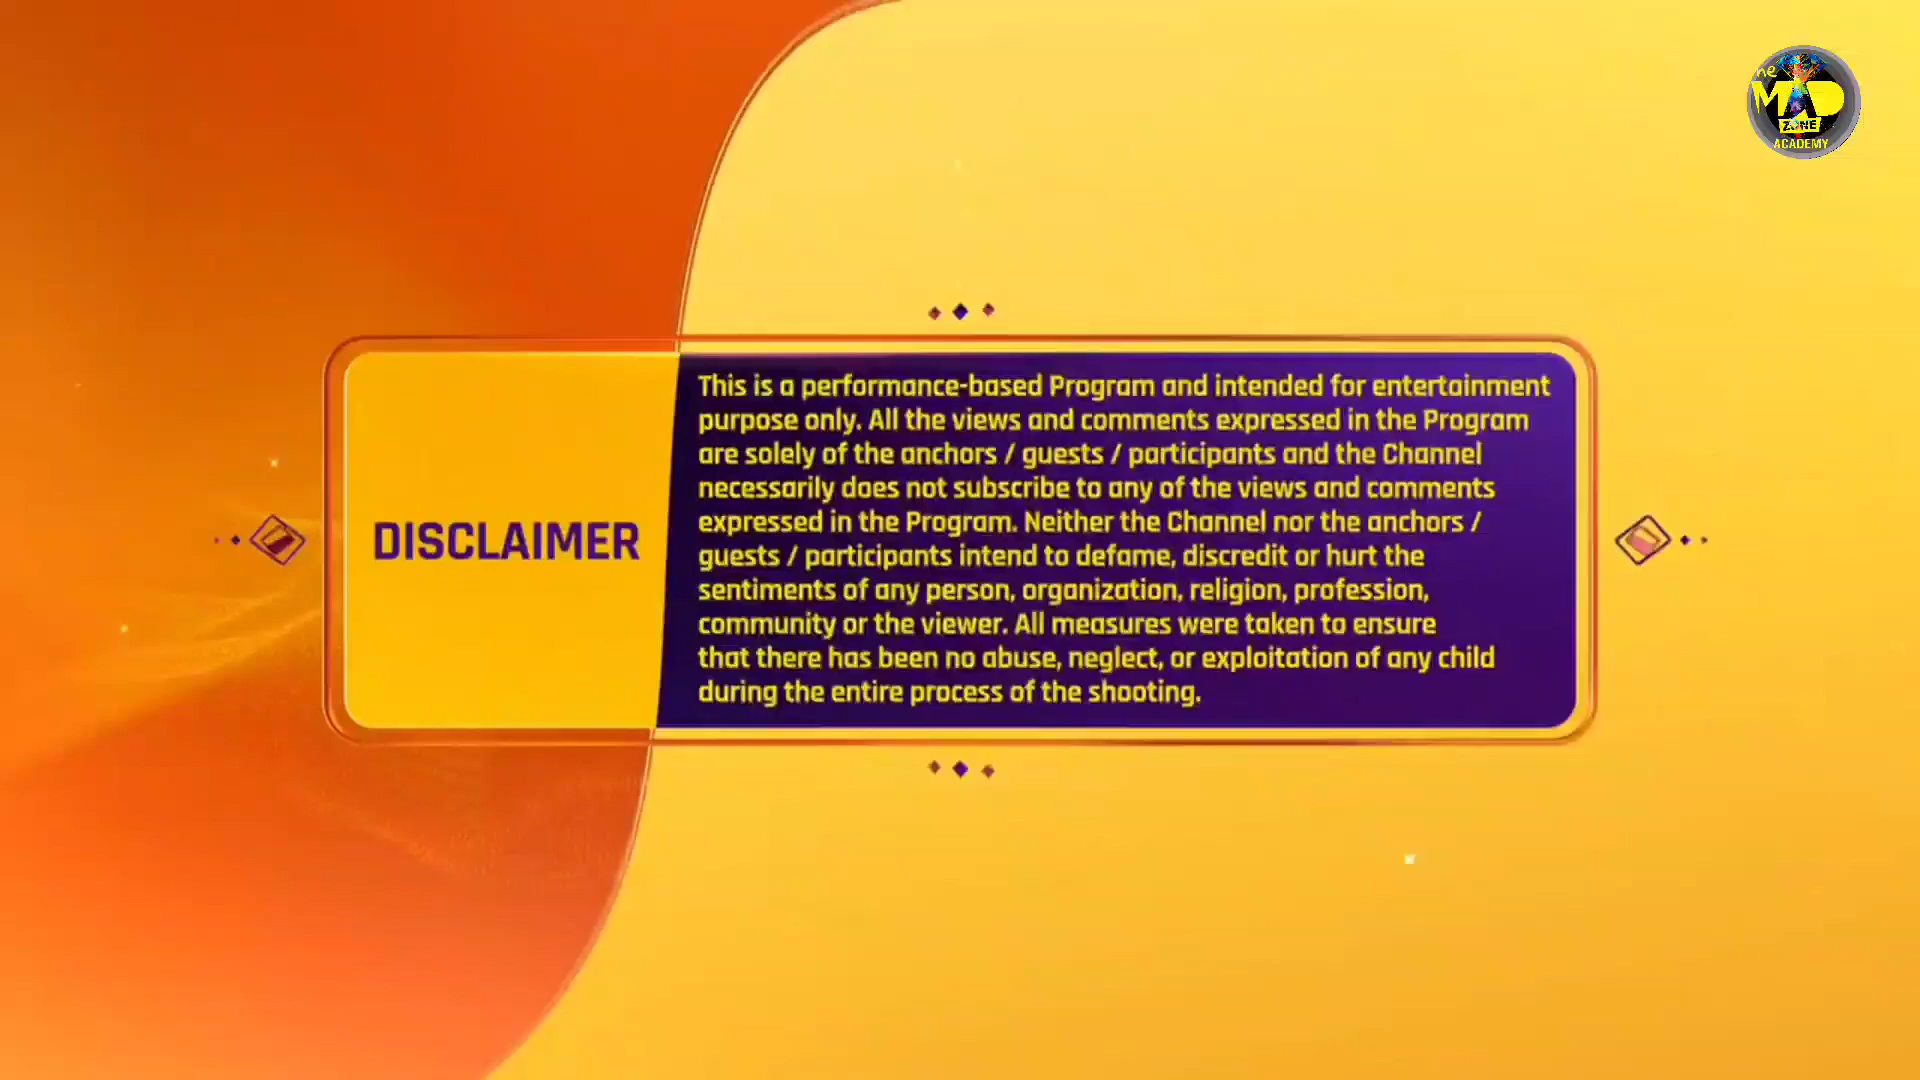 The
MAD
ZONE
ACADEMY
DISCLAIMER
This is a performance-based Program and intended for entertainment
purpose only. All the views and comments expressed in the Program
are solely of the anchors / guests / participants and the Channel
necessarily does not subscribe to any of the views and comments
expressed in the Program. Neither the Channel nor the anchors /
guests / participants intend to defame, discredit or hurt the
sentiments of any person, organization, religion, profession,
community or the viewer. All measures were taken to ensure
that there has been no abuse, neglect, or exploitation of any child
during the entire process of the shooting.